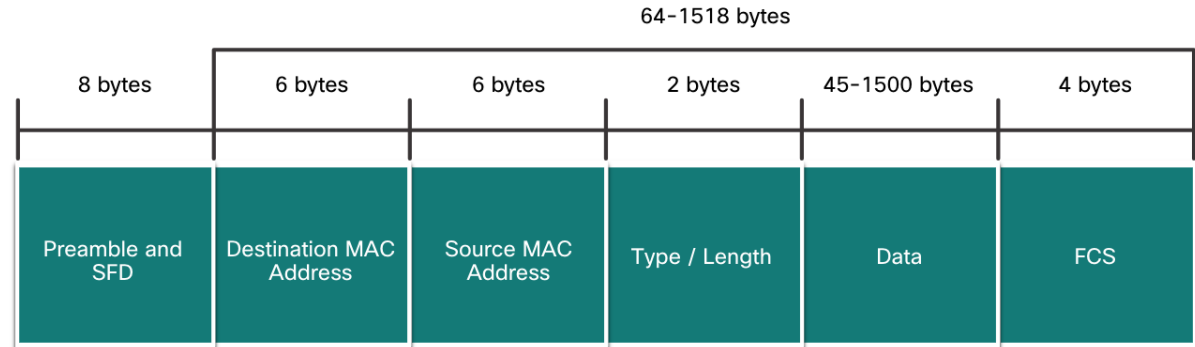 64-1518 bytes
8 bytes
6 bytes
6 bytes
2 bytes
45-1500 bytes
4 bytes
Preamble and
SFD
Destination MAC
Address
Source MAC
Address
Type / Length
Data
FCS